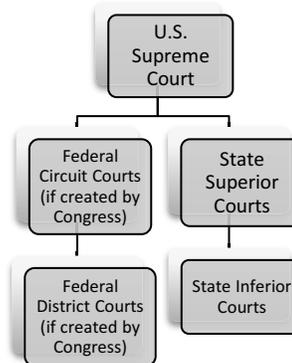 U.S.
Supreme
Court
Federal
Circuit Courts
(if created by
Congress)
State
Superior
Courts
Federal
District Courts
(if created by
Congress)
State Inferior
Courts